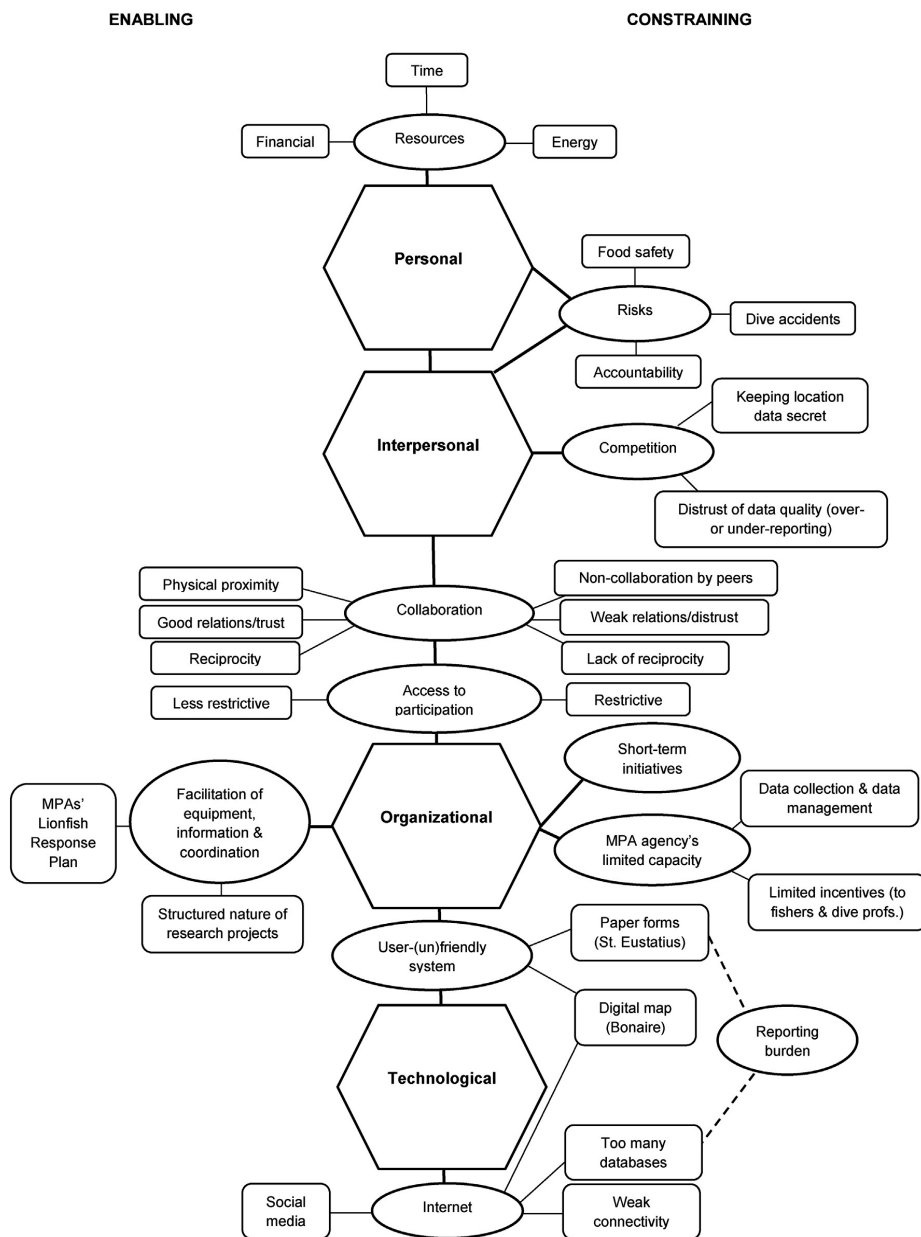 ENABLING
CONSTRAINING
Time
Financial
Resources
Energy
Personal
Food safety
Risks
Dive accidents
Accountability
Keeping location
data secret
Interpersonal
Competition
Distrust of data quality (over-
or under-reporting)
Physical proximity
Good relations/trust
Reciprocity
Collaboration
Non-collaboration by peers
Weak relations/distrust
Lack of reciprocity
Less restrictive
Access to
participation
Restrictive
Short-term
initiatives
MPAs'
Lionfish
Response
Plan
Facilitation of
equipment,
information &
coordination
Organizational
Data collection & data
management
MPA agency's
limited capacity
Limited incentives (to
fishers & dive profs.)
Structured nature of
research projects
User-(un)friendly
system
Paper forms
(St. Eustatius)
Digital map
(Bonaire)
Reporting
burden
Technological
Too many
databases
Social
media
Internet
Weak
connectivity